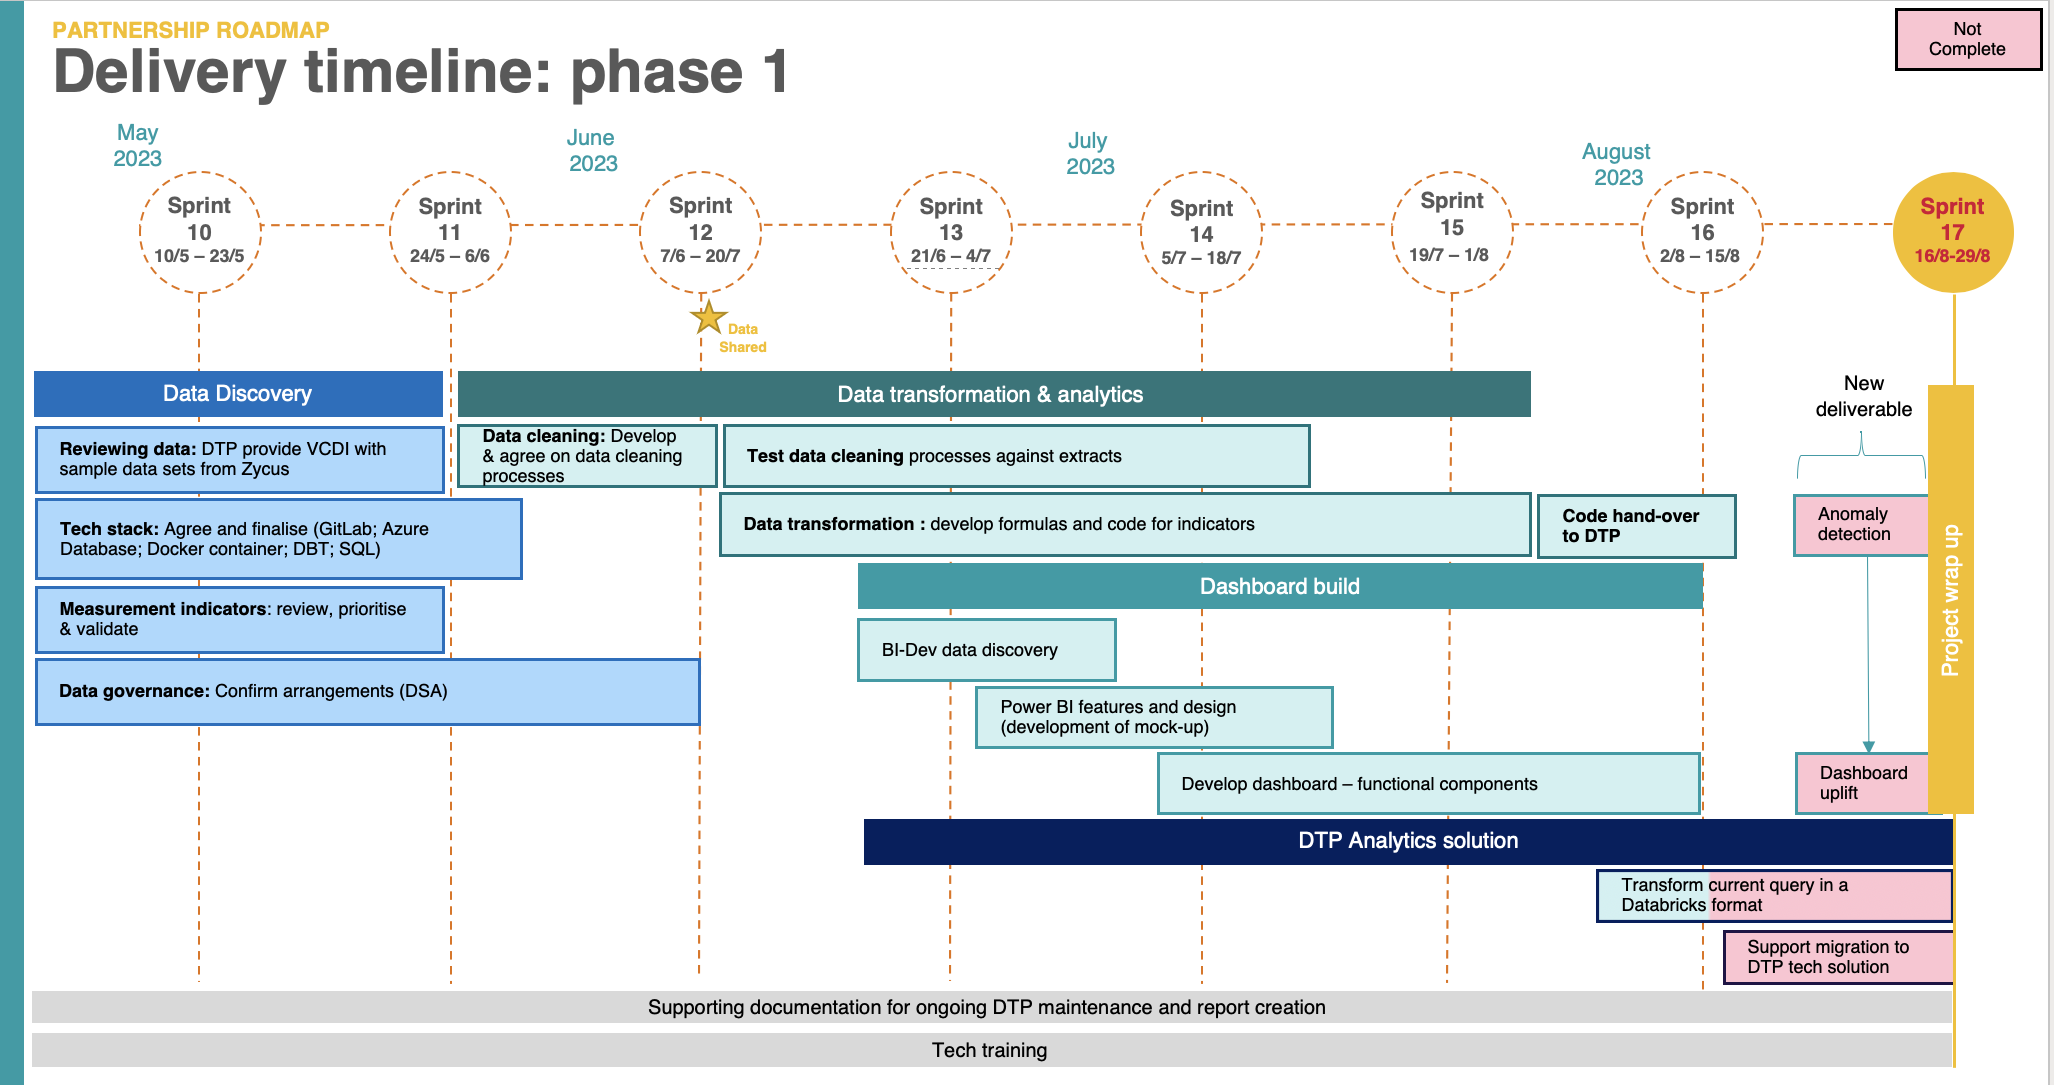 PARTNERSHIP ROADMAP
Delivery timeline: phase 1
Not
Complete
May
2023
June
2023
July
2023
August
2023
Sprint
10
10/5 – 23/5
Sprint
11
24/5 – 6/6
Sprint
12
7/6 – 20/7
Sprint
13
21/6 – 4/7
Sprint
14
5/7 – 18/7
Sprint
15
19/7 – 1/8
Sprint
16
2/8 – 15/8
Sprint
17
16/8-29/8
Data
Shared
Data Discovery
Data transformation & analytics
New
deliverable
Reviewing data: DTP provide VCDI with
sample data sets from Zycus
Data cleaning: Develop
& agree on data cleaning
processes
Test data cleaning processes against extracts
Tech stack: Agree and finalise (GitLab; Azure
Database; Docker container; DBT; SQL)
Data transformation : develop formulas and code for indicators
Code hand-over
to DTP
Anomaly
detection
Project wrap up
Dashboard build
Measurement indicators: review, prioritise
& validate
BI-Dev data discovery
Data governance: Confirm arrangements (DSA)
Power BI features and design
(development of mock-up)
Develop dashboard – functional components
Dashboard
uplift
DTP Analytics solution
Transform current query in a
Databricks format
Support migration to
DTP tech solution
Supporting documentation for ongoing DTP maintenance and report creation
Tech training